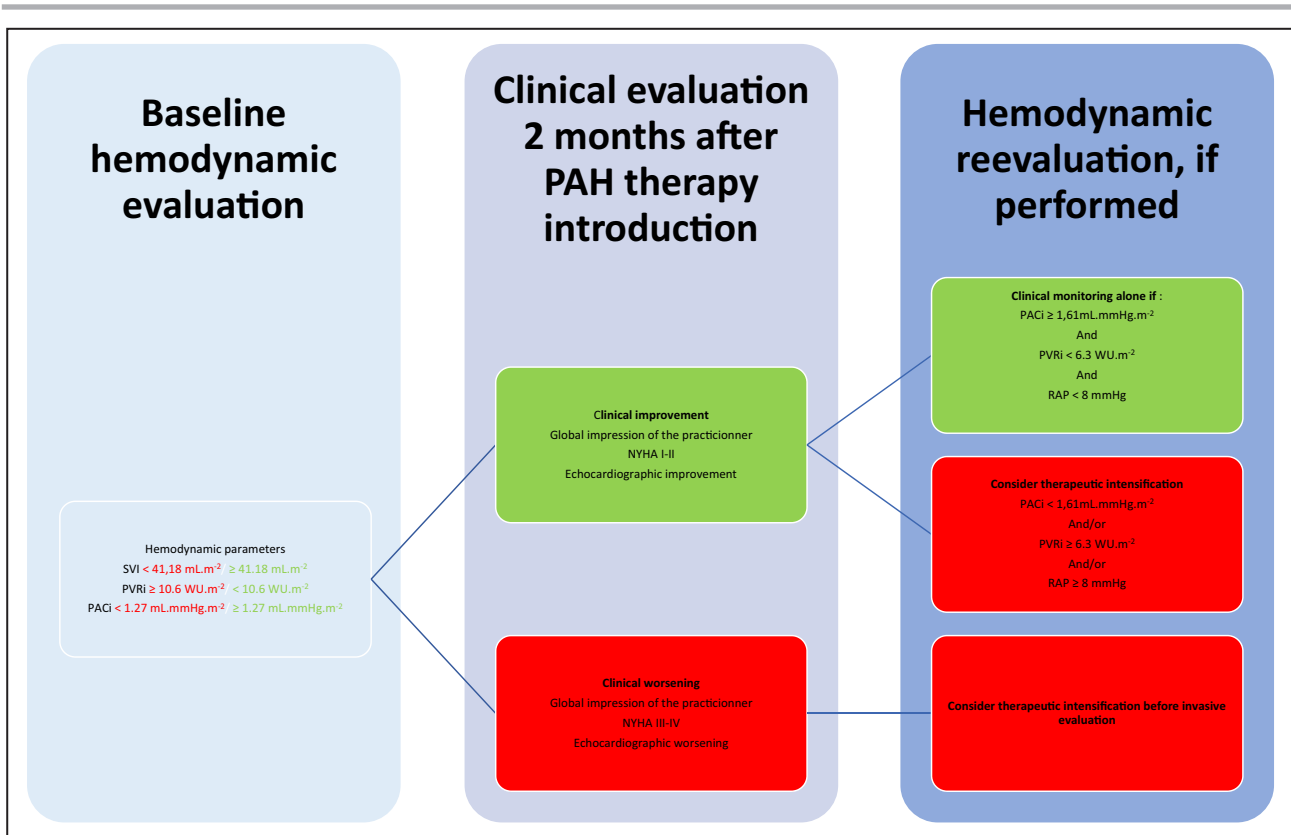 Baseline
hemodynamic
evaluation
Hemodynamic parameters
SVI < 41,18 mL.m⁻² / ≥ 41.18 mL.m⁻²
PVRi ≥ 10.6 WU.m⁻² / < 10.6 WU.m⁻²
PACi < 1.27 mL.mmHg.m⁻² / ≥ 1.27 mL.mmHg.m⁻²
Clinical evaluation
2 months after
PAH therapy
introduction
Clinical improvement
Global impression of the practicionner
NYHA I-II
Echocardiographic improvement
Clinical worsening
Global impression of the practicionner
NYHA III-IV
Echocardiographic worsening
Hemodynamic
reevaluation, if
performed
Clinical monitoring alone if :
PACi ≥ 1,61mL.mmHg.m⁻²
And
PVRi < 6.3 WU.m⁻²
And
RAP < 8 mmHg
Consider therapeutic intensification
PACi < 1,61mL.mmHg.m⁻²
And/or
PVRi ≥ 6.3 WU.m⁻²
And/or
RAP ≥ 8 mmHg
Consider therapeutic intensification before invasive
evaluation